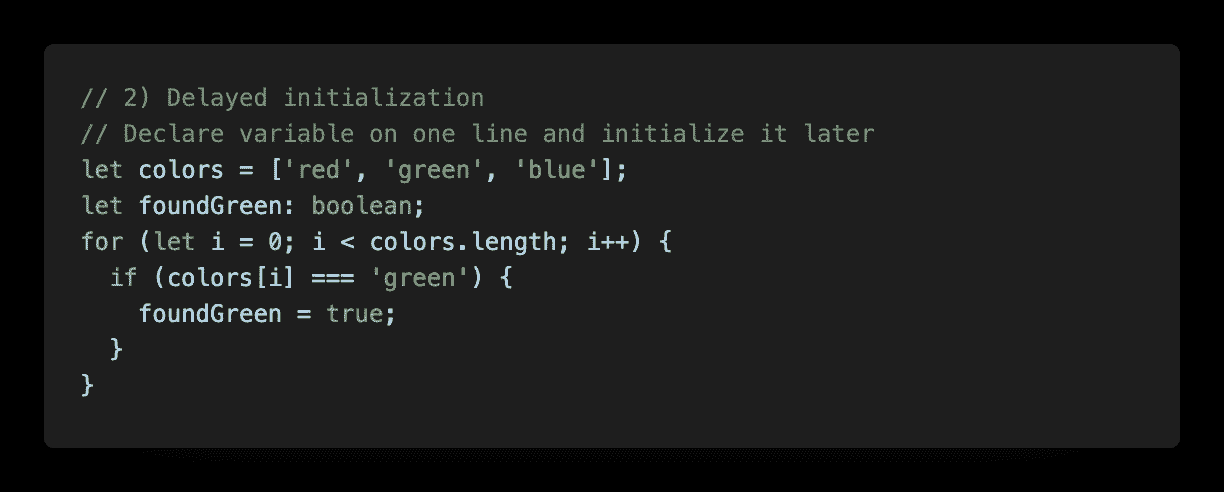 // 2) Delayed initialization
// Declare variable on one line and initialize it later
let colors = ['red', 'green', 'blue'];
let foundGreen: boolean;
for (let i = 0; i < colors.length; i++) {
  if (colors[i] === 'green') {
    foundGreen = true;
  }
}